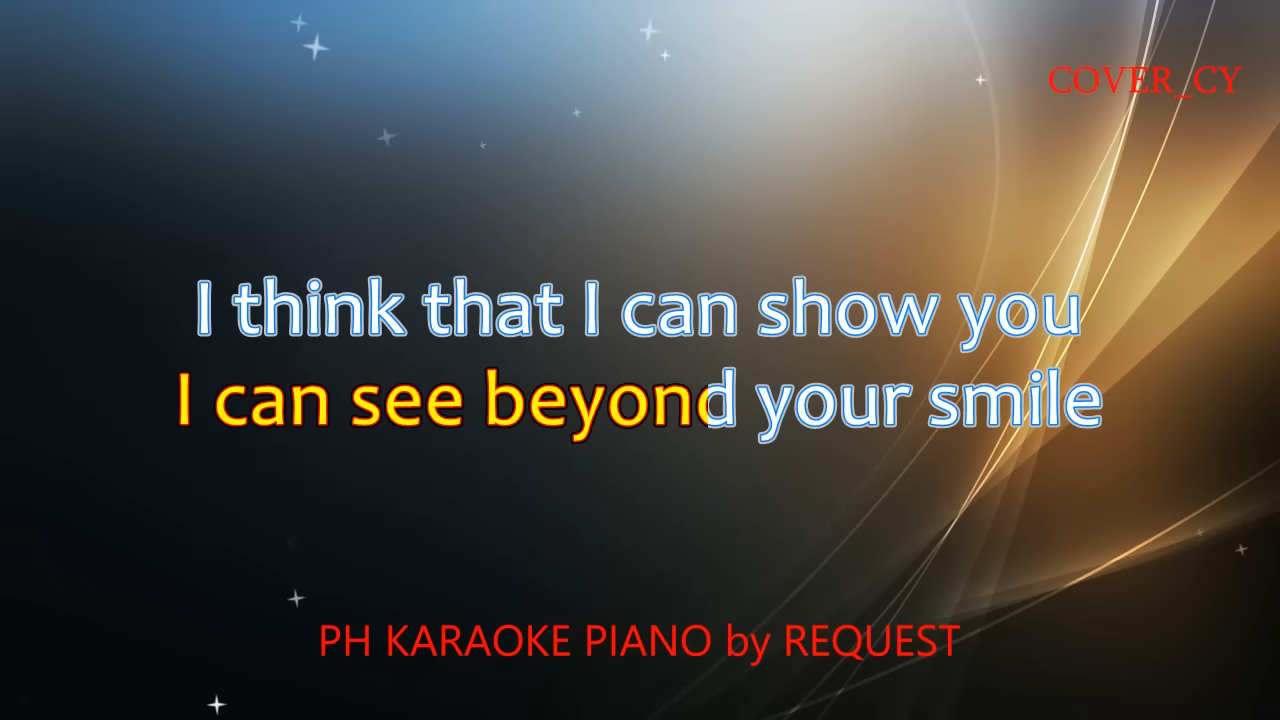 COVER_CY
I think that I can show you
I can see beyond your smile
PH KARAOKE PIANO by REQUEST